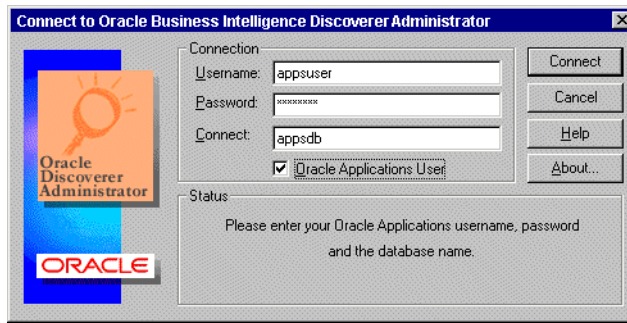 Connect to Oracle Business Intelligence Discoverer Administrator
Connection
Username: appsuser
Password: ********
Connect: appsdb
Oracle Applications User
Connect
Cancel
Help
About...
Oracle
Discoverer
Administrator
ORACLE
Status
Please enter your Oracle Applications username, password
and the database name.